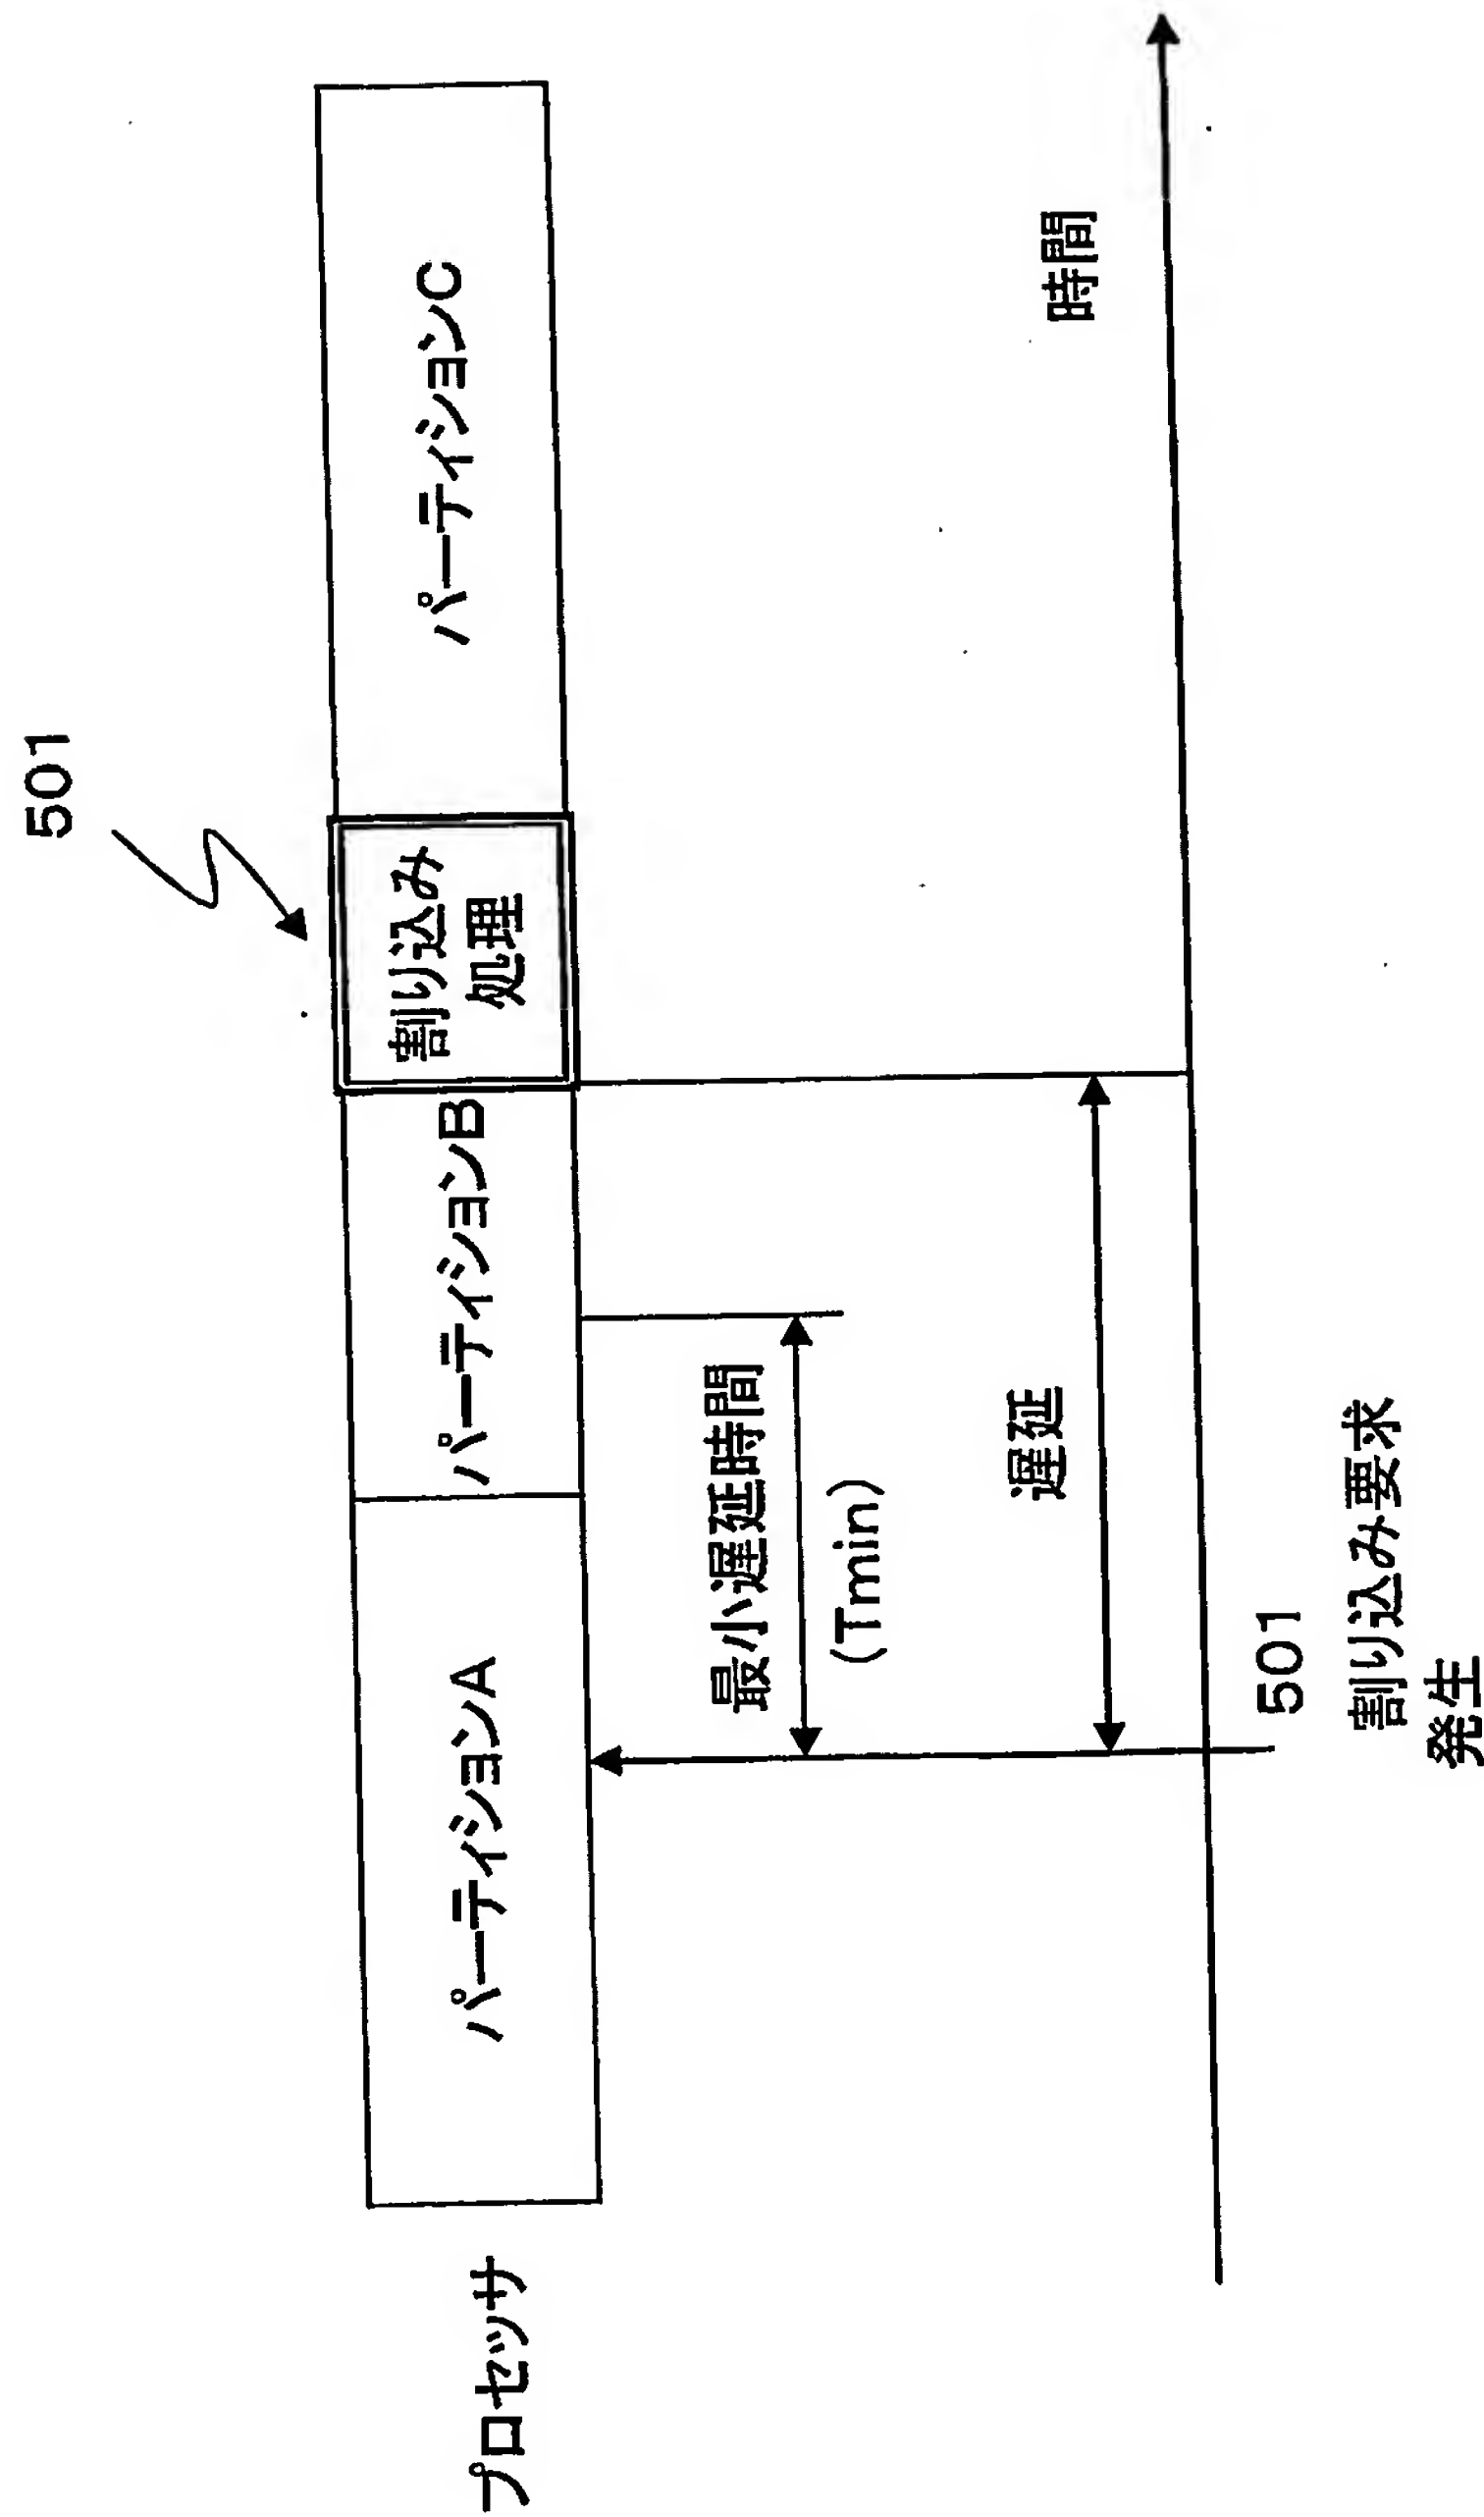 501
プロセッサ
パーティションA
パーティションB
割り込み
処理
パーティションC
最小遅延時間
(Tmin)
遅延
時間
501
割り込み要求
発生